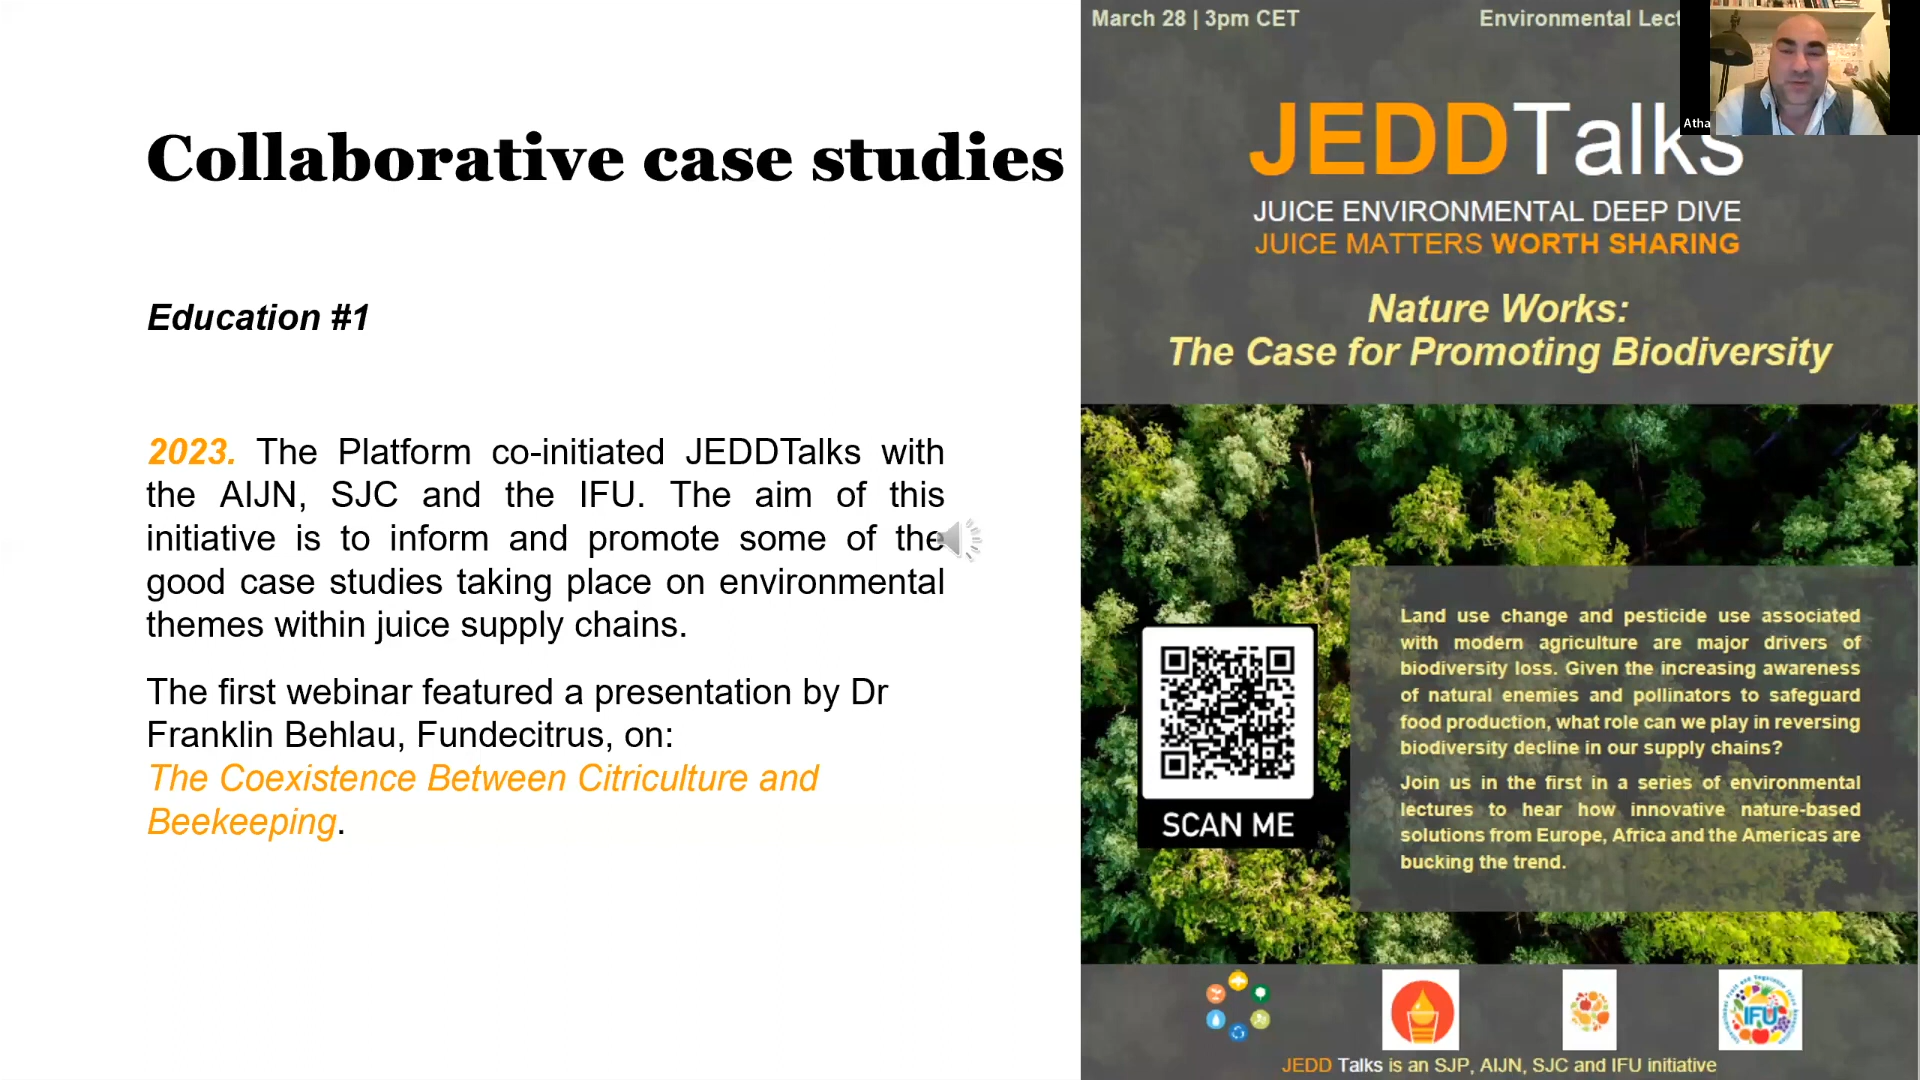 Collaborative case studies
Education #1
2023. The Platform co-initiated JEDDTalks with
the AIJN, SJC and the IFU. The aim of this
initiative is to inform and promote some of the
good case studies taking place on environmental
themes within juice supply chains.
The first webinar featured a presentation by Dr
Franklin Behlau, Fundecitrus, on:
The Coexistence Between Citriculture and
Beekeeping.
March 28 | 3pm CET
Environmental Lect
Atha
JEDDTalks
JUICE ENVIRONMENTAL DEEP DIVE
JUICE MATTERS WORTH SHARING
Nature Works:
The Case for Promoting Biodiversity
Land use change and pesticide use associated
with modern agriculture are major drivers of
biodiversity loss. Given the increasing awareness
of natural enemies and pollinators to safeguard
food production, what role can we play in reversing
biodiversity decline in our supply chains?
Join us in the first in a series of environmental
lectures to hear how innovative nature-based
solutions from Europe, Africa and the Americas are
bucking the trend.
SCAN ME
IFU
JEDD Talks is an SJP, AIJN, SJC and IFU initiative